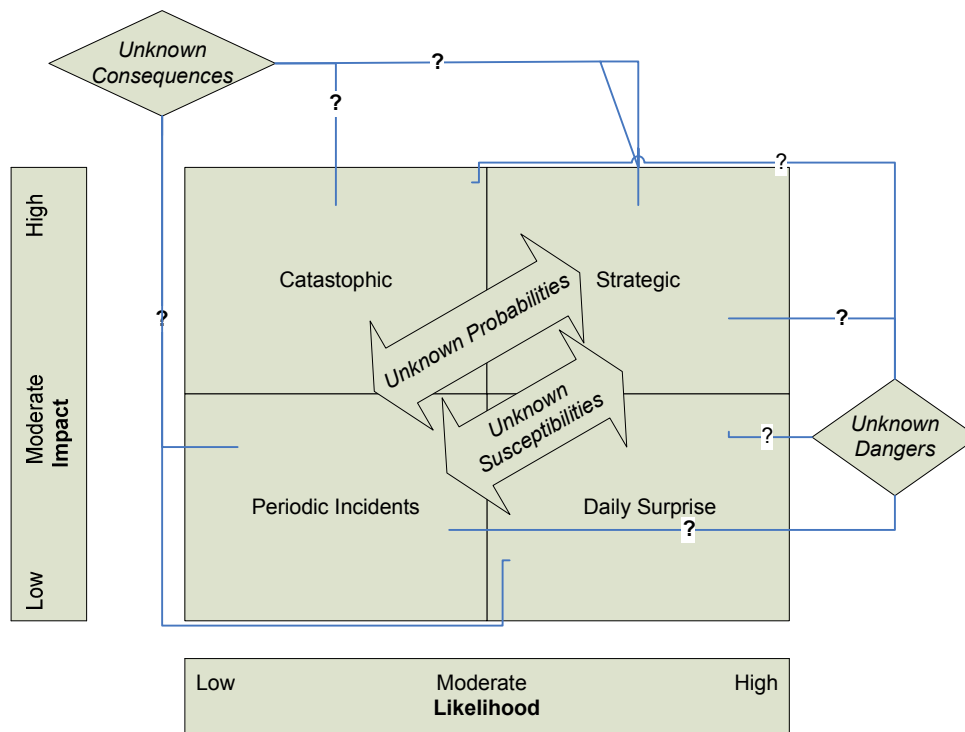 Unknown
Consequences
?
?
?
?
High
Moderate
Impact
Low
Catastophic
Strategic
Unknown Probabilities
Unknown
Susceptibilities
?
?
Unknown
Dangers
Periodic Incidents
Daily Surprise
?
Low
Moderate
High
Likelihood